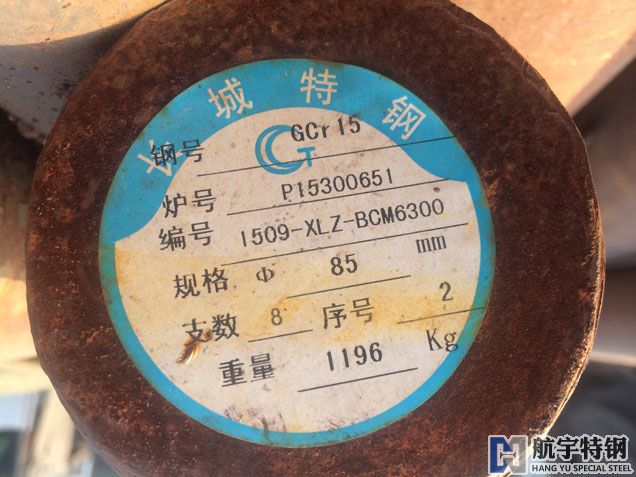 长城特钢
钢号 GCr15
炉号 P15300651
编号 1509-XLZ-BCM6300
规格 Φ 85 mm
支数 8 序号 2
重量 1196 Kg
航宇特钢
HANG YU SPECIAL STEEL